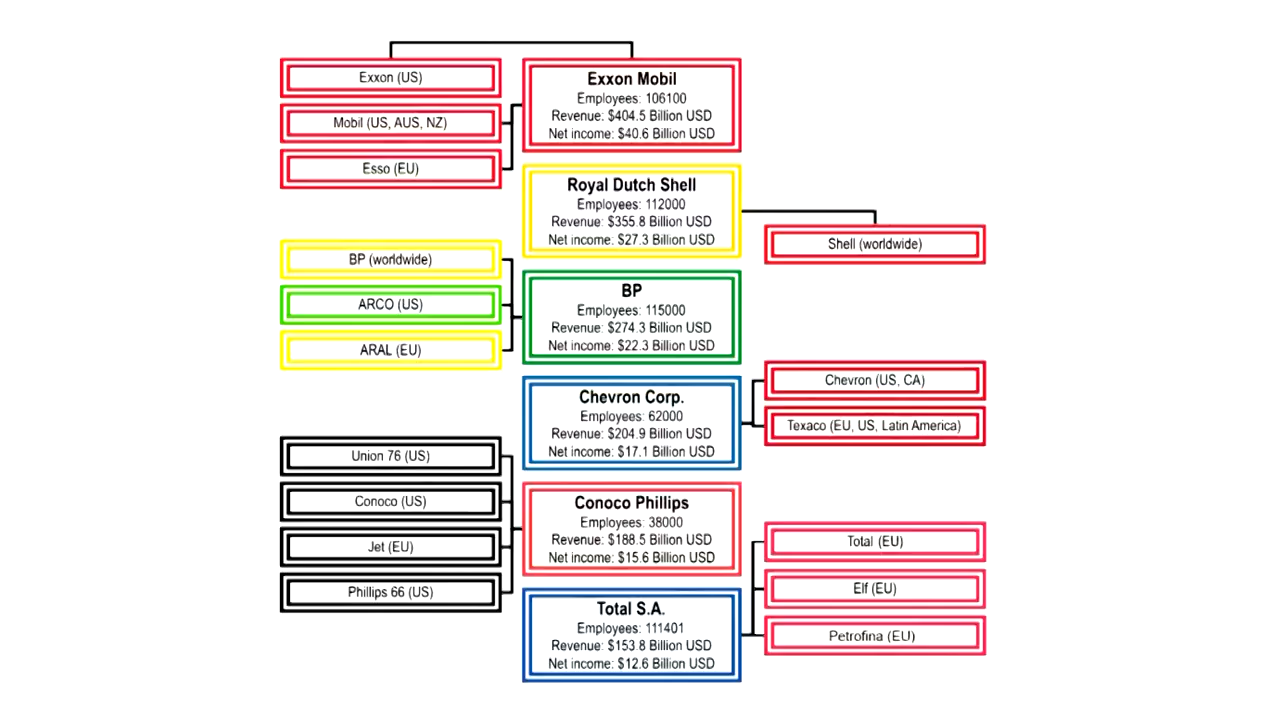 Exxon (US)
Mobil (US, AUS, NZ)
Esso (EU)
Exxon Mobil
Employees: 106100
Revenue: $404.5 Billion USD
Net income: $40.6 Billion USD
Royal Dutch Shell
Employees: 112000
Revenue: $355.8 Billion USD
Net income: $27.3 Billion USD
Shell (worldwide)
BP (worldwide)
ARCO (US)
ARAL (EU)
BP
Employees: 115000
Revenue: $274.3 Billion USD
Net income: $22.3 Billion USD
Chevron Corp.
Employees: 62000
Revenue: $204.9 Billion USD
Net income: $17.1 Billion USD
Chevron (US, CA)
Texaco (EU, US, Latin America)
Union 76 (US)
Conoco (US)
Jet (EU)
Phillips 66 (US)
Conoco Phillips
Employees: 38000
Revenue: $188.5 Billion USD
Net income: $15.6 Billion USD
Total S.A.
Employees: 111401
Revenue: $153.8 Billion USD
Net income: $12.6 Billion USD
Total (EU)
Elf (EU)
Petrofina (EU)